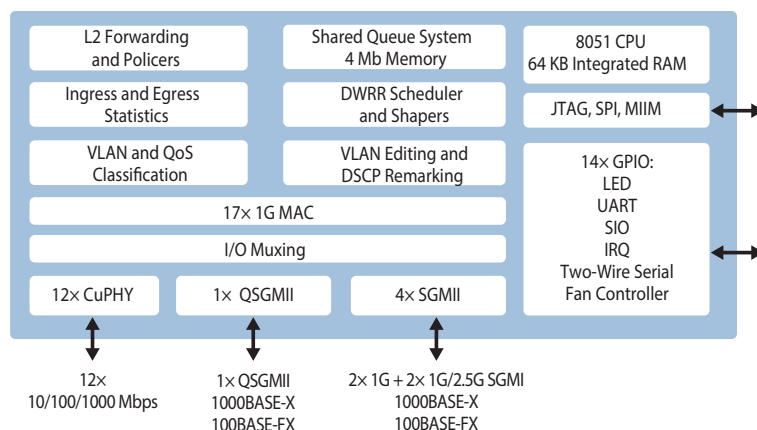 L2 Forwarding
and Policers
Shared Queue System
4 Mb Memory
8051 CPU
64 KB Integrated RAM
Ingress and Egress
Statistics
DWRR Scheduler
and Shapers
JTAG, SPI, MIIM
VLAN and QoS
Classification
VLAN Editing and
DSCP Remarking
14× GPIO:
LED
UART
SIO
IRQ
Two-Wire Serial
Fan Controller
17× 1G MAC
I/O Muxing
12× CuPHY
1× QSGMII
4× SGMII
12×
10/100/1000 Mbps
1× QSGMII
1000BASE-X
100BASE-FX
2× 1G + 2× 1G/2.5G SGMI
1000BASE-X
100BASE-FX